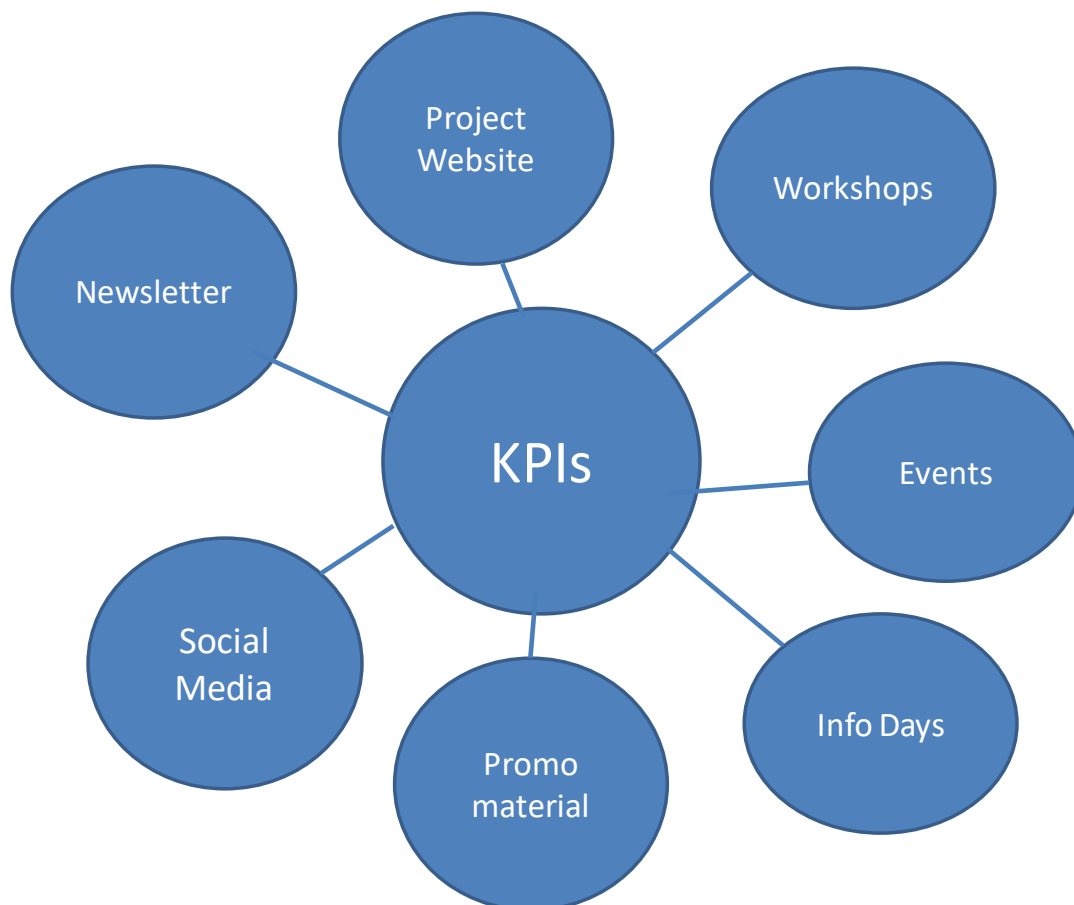 Project
Website
Workshops
Newsletter
KPIs
Events
Social
Media
Info Days
Promo
material